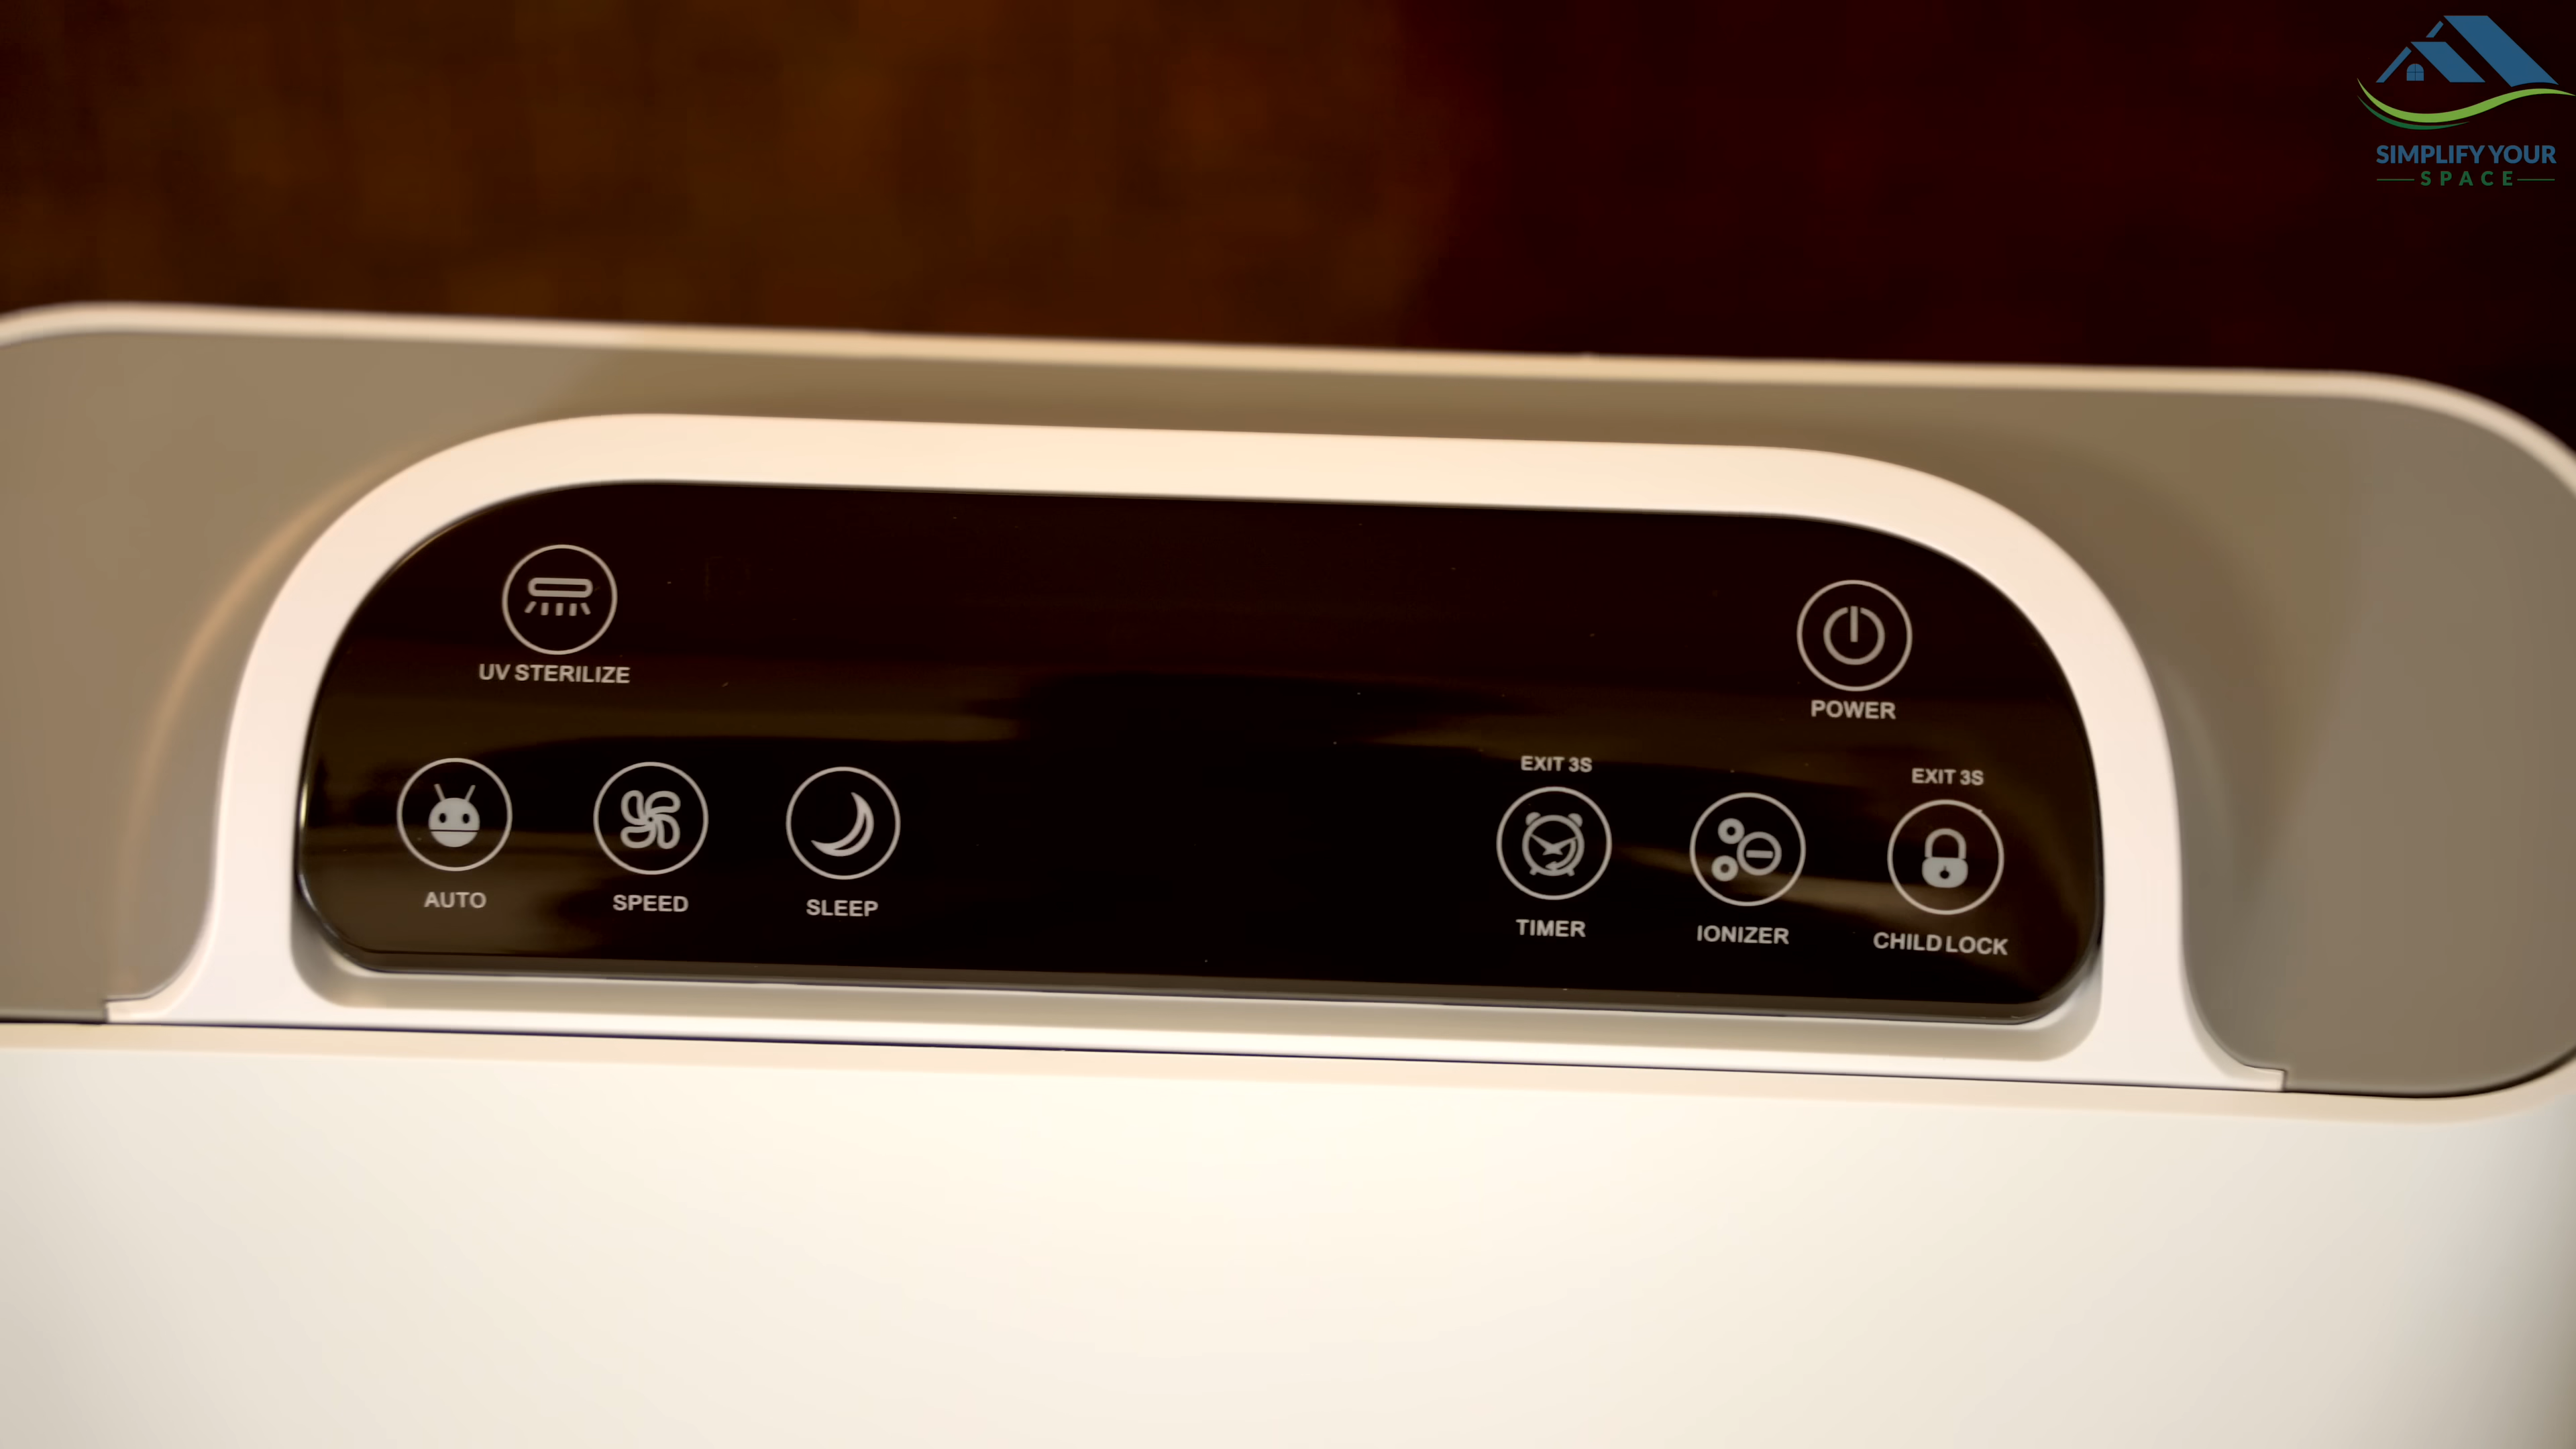 SIMPLIFY YOUR
SPACE
UV STERILIZE
POWER
EXIT 3S
EXIT 3S
AUTO
SPEED
SLEEP
TIMER
IONIZER
CHILD LOCK